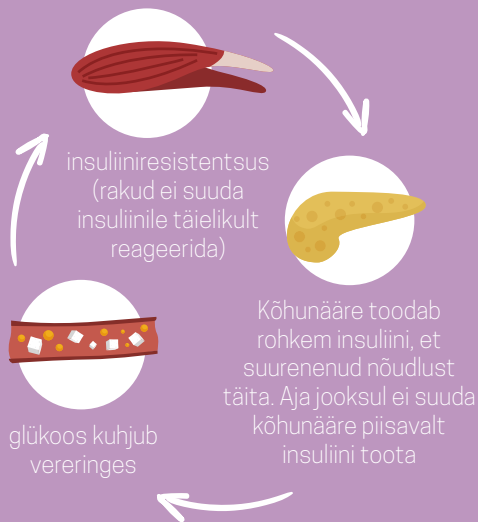 insuliiniresistentsus
(rakud ei suuda
insuliinile täielikult
reageerida)
Kõhunääre toodab
rohkem insuliini, et
suurenenud nõudlust
täita. Aja jooksul ei suuda
kõhunääre piisavalt
insuliini toota
glükoos kuhjub
vereringes